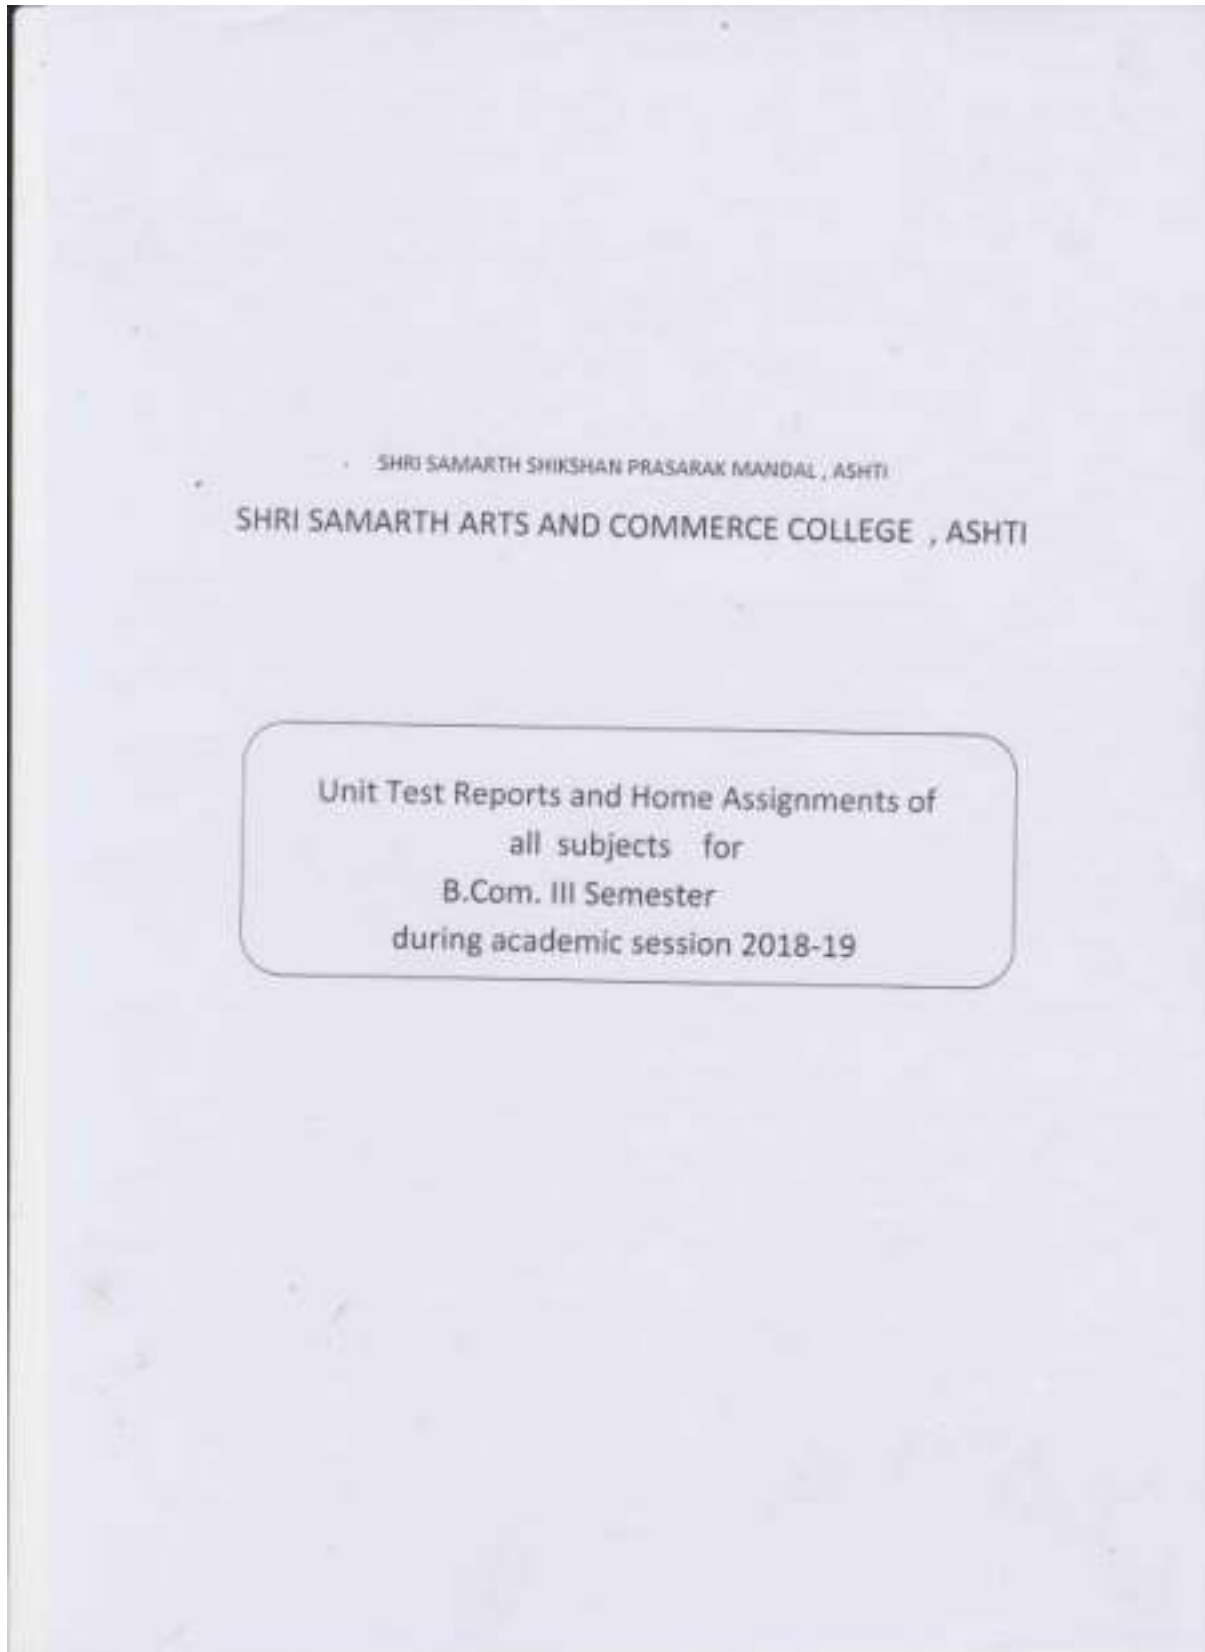 SHRI SAMARTH SHIKSHAN PRASARAK MANDAL , ASHTI
SHRI SAMARTH ARTS AND COMMERCE COLLEGE , ASHTI
Unit Test Reports and Home Assignments of
all subjects for
B.Com. III Semester
during academic session 2018-19